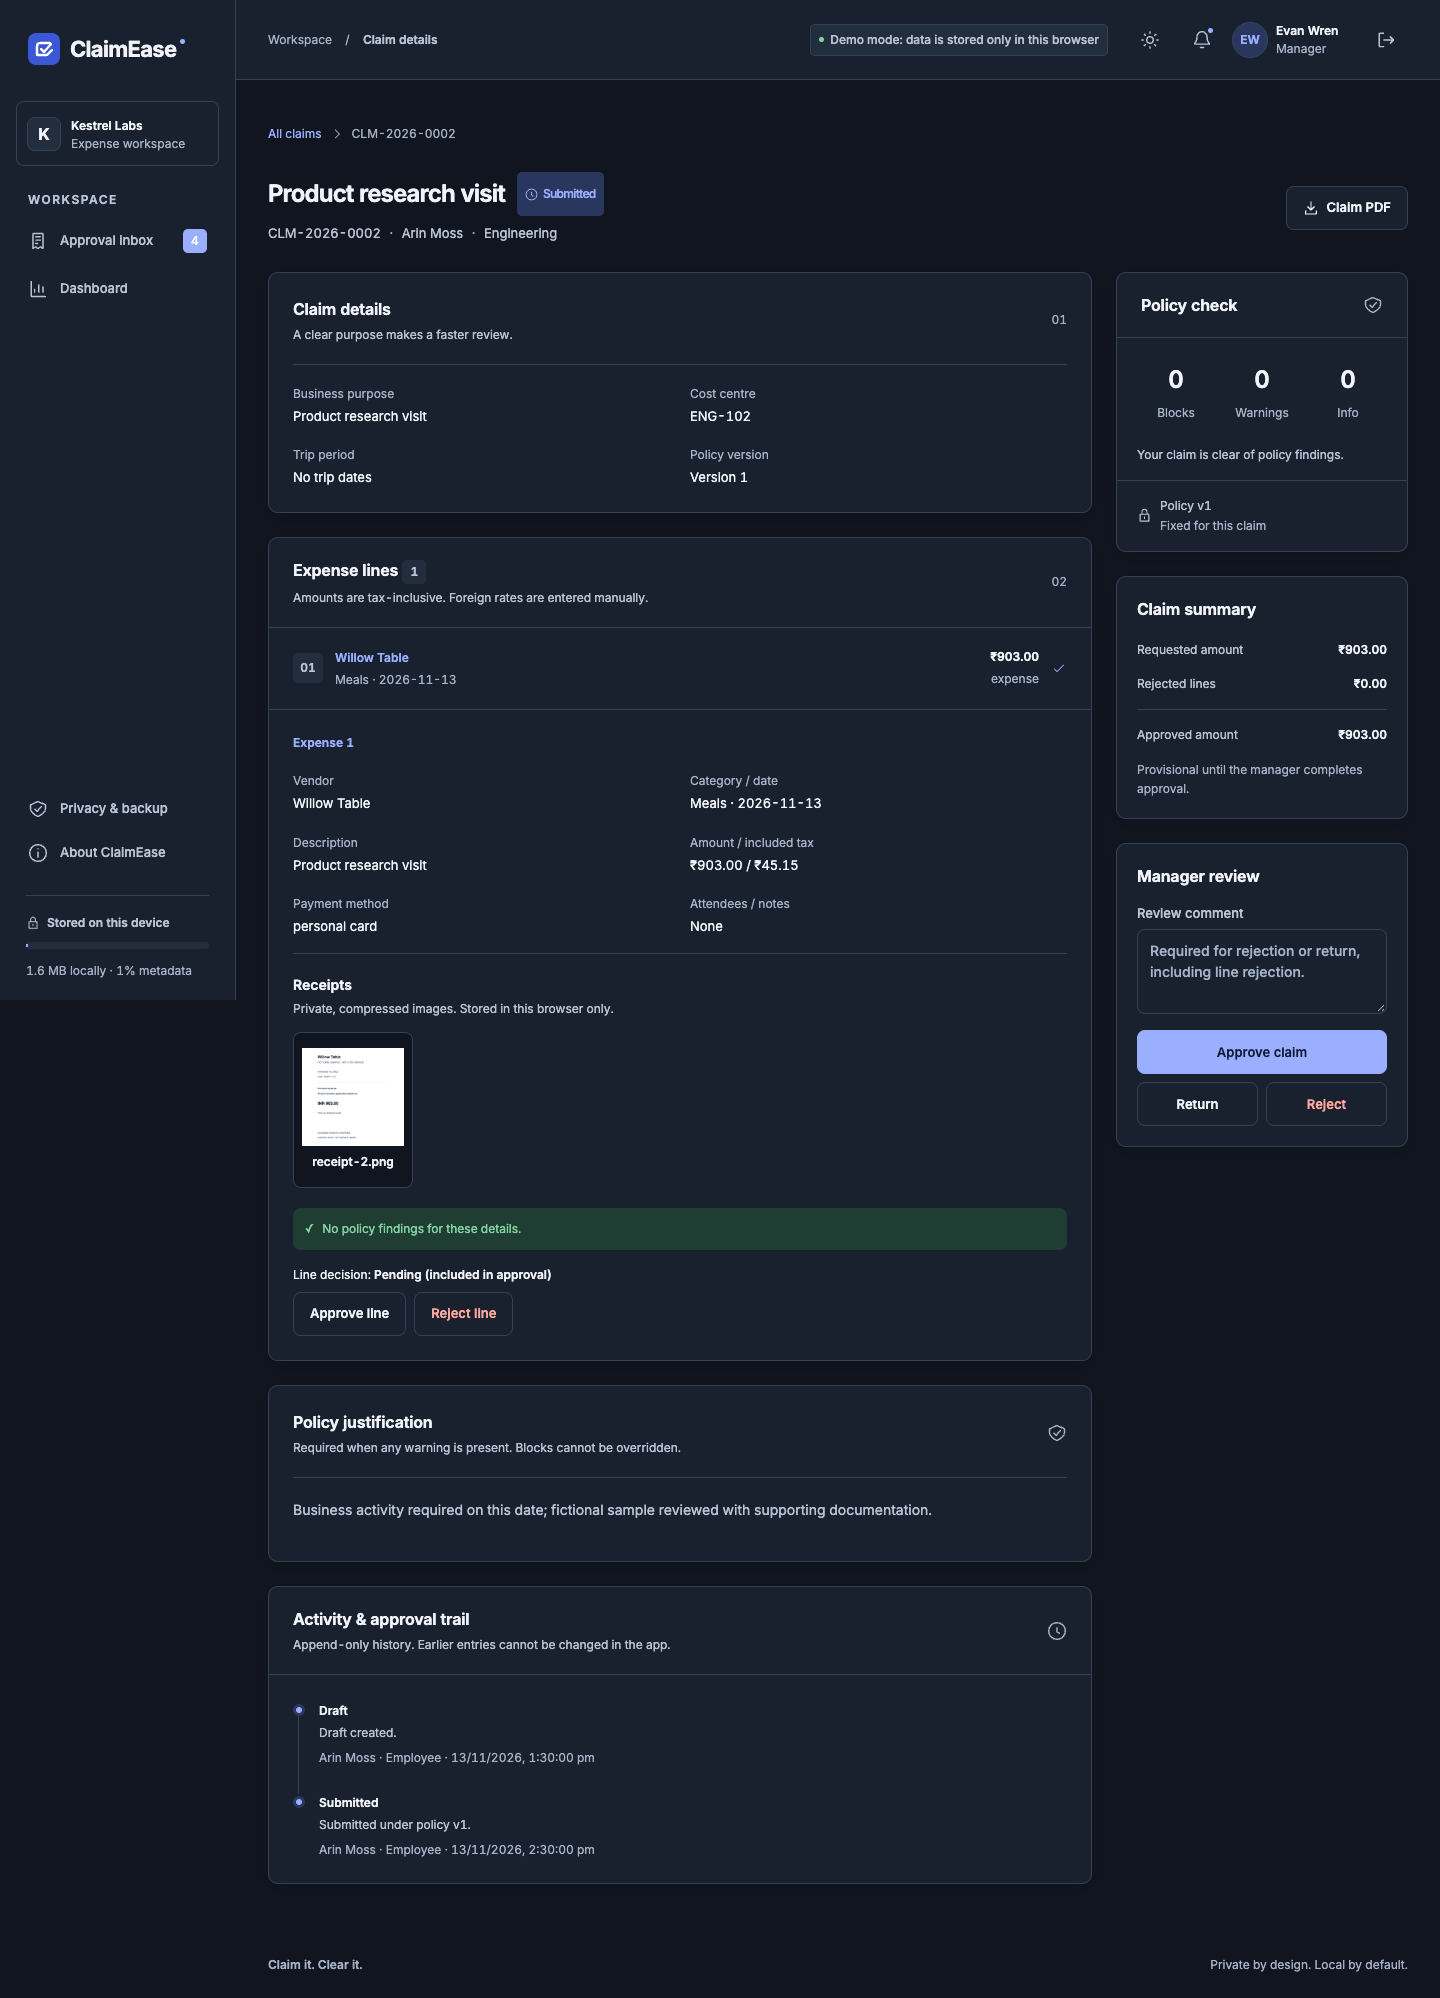 ClaimEase
Workspace / Claim details
Demo mode: data is stored only in this browser
EW
Evan Wren
Manager
K
Kestrel Labs
Expense workspace
WORKSPACE
Approval inbox 4
Dashboard
Privacy & backup
About ClaimEase
Stored on this device
1.6 MB locally · 1% metadata
All claims > CLM-2026-0002
Product research visit
Submitted
CLM-2026-0002 · Arin Moss · Engineering
Claim PDF
Claim details
A clear purpose makes a faster review.
01
Business purpose
Product research visit
Cost centre
ENG-102
Trip period
No trip dates
Policy version
Version 1
Expense lines 1
Amounts are tax-inclusive. Foreign rates are entered manually.
02
01
Willow Table
Meals · 2026-11-13
₹903.00
expense
Expense 1
Vendor
Willow Table
Category / date
Meals · 2026-11-13
Description
Product research visit
Amount / included tax
₹903.00 / ₹45.15
Payment method
personal card
Attendees / notes
None
Receipts
Private, compressed images. Stored in this browser only.
Willow Table
INR 903.00
receipt-2.png
✓ No policy findings for these details.
Line decision: Pending (included in approval)
Approve line
Reject line
Policy justification
Required when any warning is present. Blocks cannot be overridden.
Business activity required on this date; fictional sample reviewed with supporting documentation.
Activity & approval trail
Append-only history. Earlier entries cannot be changed in the app.
Draft
Draft created.
Arin Moss · Employee · 13/11/2026, 1:30:00 pm
Submitted
Submitted under policy v1.
Arin Moss · Employee · 13/11/2026, 2:30:00 pm
Policy check
0 0 0
Blocks Warnings Info
Your claim is clear of policy findings.
Policy v1
Fixed for this claim
Claim summary
Requested amount ₹903.00
Rejected lines ₹0.00
Approved amount ₹903.00
Provisional until the manager completes
approval.
Manager review
Review comment
Required for rejection or return,
including line rejection.
Approve claim
Return
Reject
Claim it. Clear it.
Private by design. Local by default.